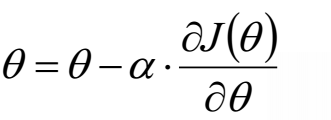 θ = θ − α · ∂J(θ) / ∂θ